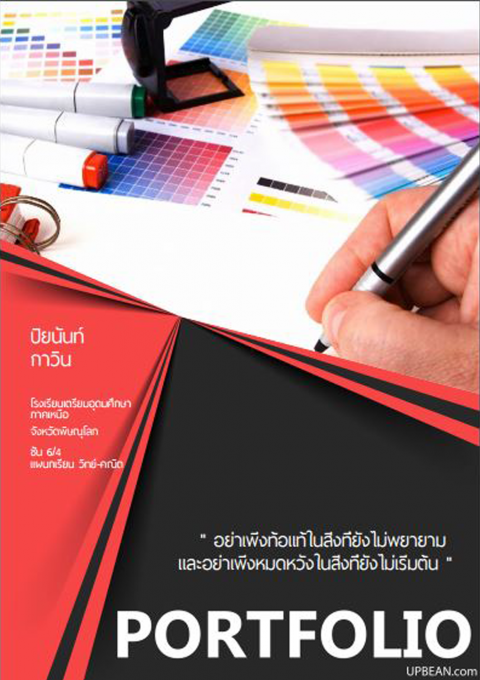 ปิยนันท์
กาวิน
โรงเรียนเตรียมอุดมศึกษา
ภาคเหนือ
จังหวัดพิษณุโลก
ชั้น 6/4
แผนกเรียน วิทย์-คณิต
" อย่าเพิ่งท้อแท้ในสิ่งที่ยังไม่พยายาม
และอย่าเพิ่งหมดหวังในสิ่งที่ยังไม่เริ่มต้น "
PORTFOLIO
UPBEAN.com